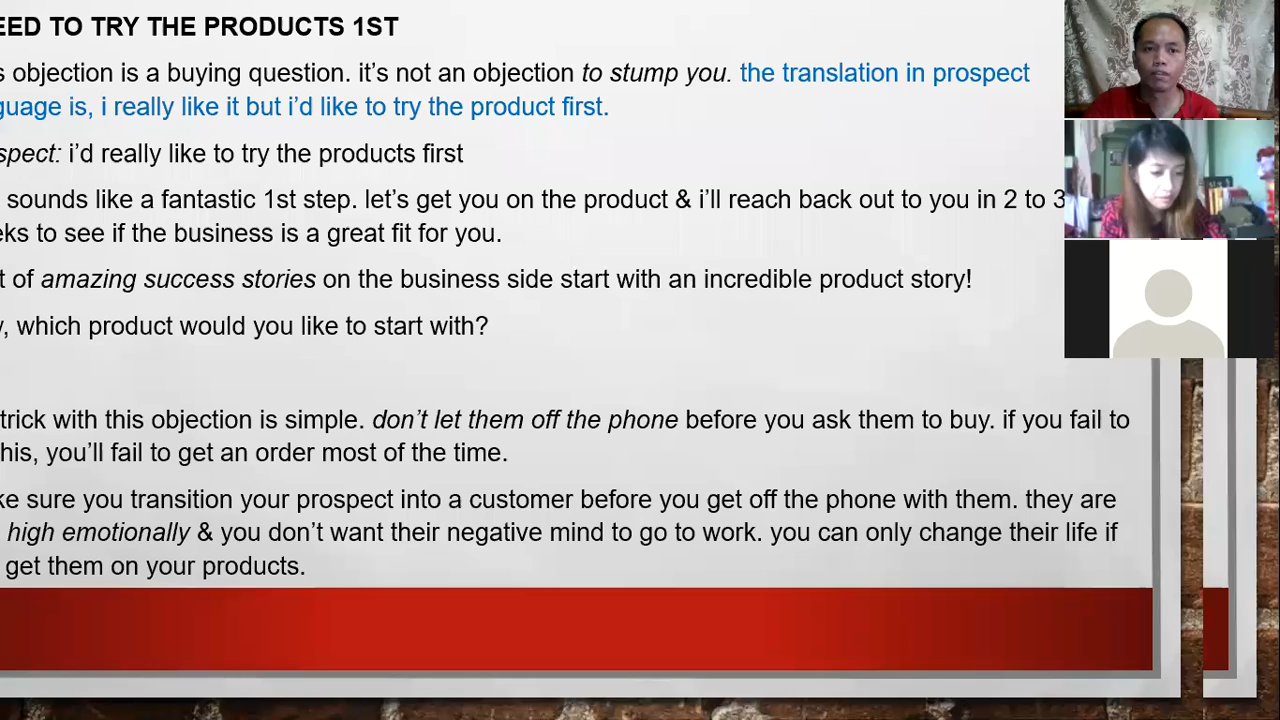 EED TO TRY THE PRODUCTS 1ST
s objection is a buying question. it's not an objection to stump you. the translation in prospect
guage is, i really like it but i'd like to try the product first.
spect: i'd really like to try the products first
sounds like a fantastic 1st step. let's get you on the product & i'll reach back out to you in 2 to 3
eks to see if the business is a great fit for you.
t of amazing success stories on the business side start with an incredible product story!
, which product would you like to start with?
trick with this objection is simple. don't let them off the phone before you ask them to buy. if you fail to
his, you'll fail to get an order most of the time.
ke sure you transition your prospect into a customer before you get off the phone with them. they are
high emotionally & you don't want their negative mind to go to work. you can only change their life if
get them on your products.